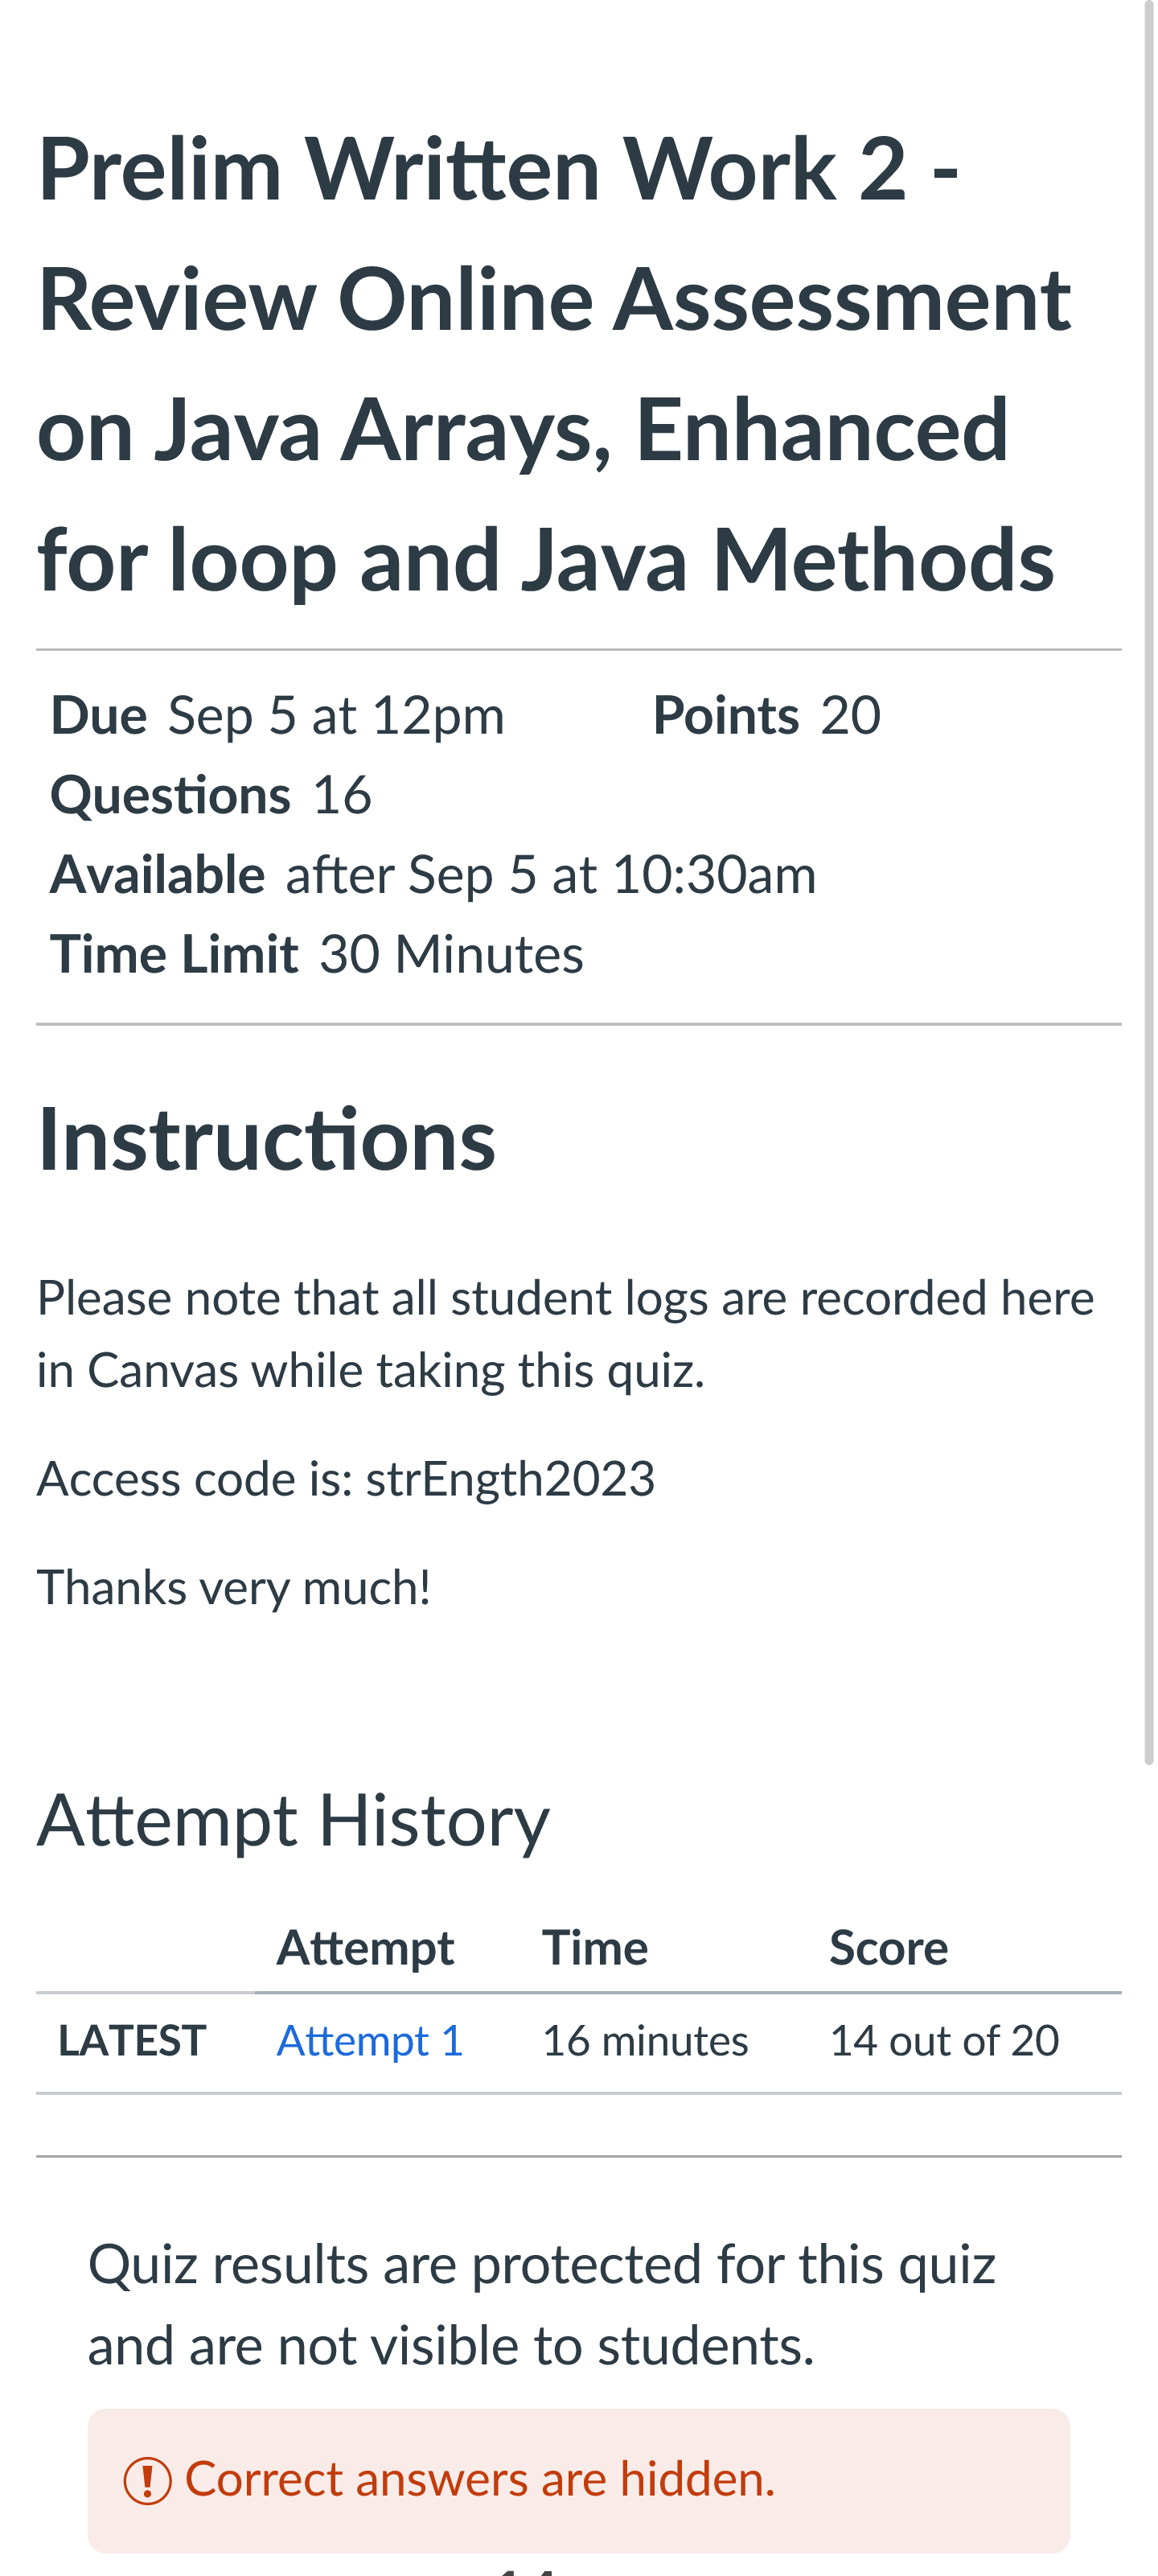 Prelim Written Work 2 -
Review Online Assessment
on Java Arrays, Enhanced
for loop and Java Methods
Due Sep 5 at 12pm Points 20
Questions 16
Available after Sep 5 at 10:30am
Time Limit 30 Minutes
Instructions
Please note that all student logs are recorded here
in Canvas while taking this quiz.
Access code is: strEngth2023
Thanks very much!
Attempt History
Attempt Time Score
LATEST Attempt 1 16 minutes 14 out of 20
Quiz results are protected for this quiz
and are not visible to students.
Correct answers are hidden.